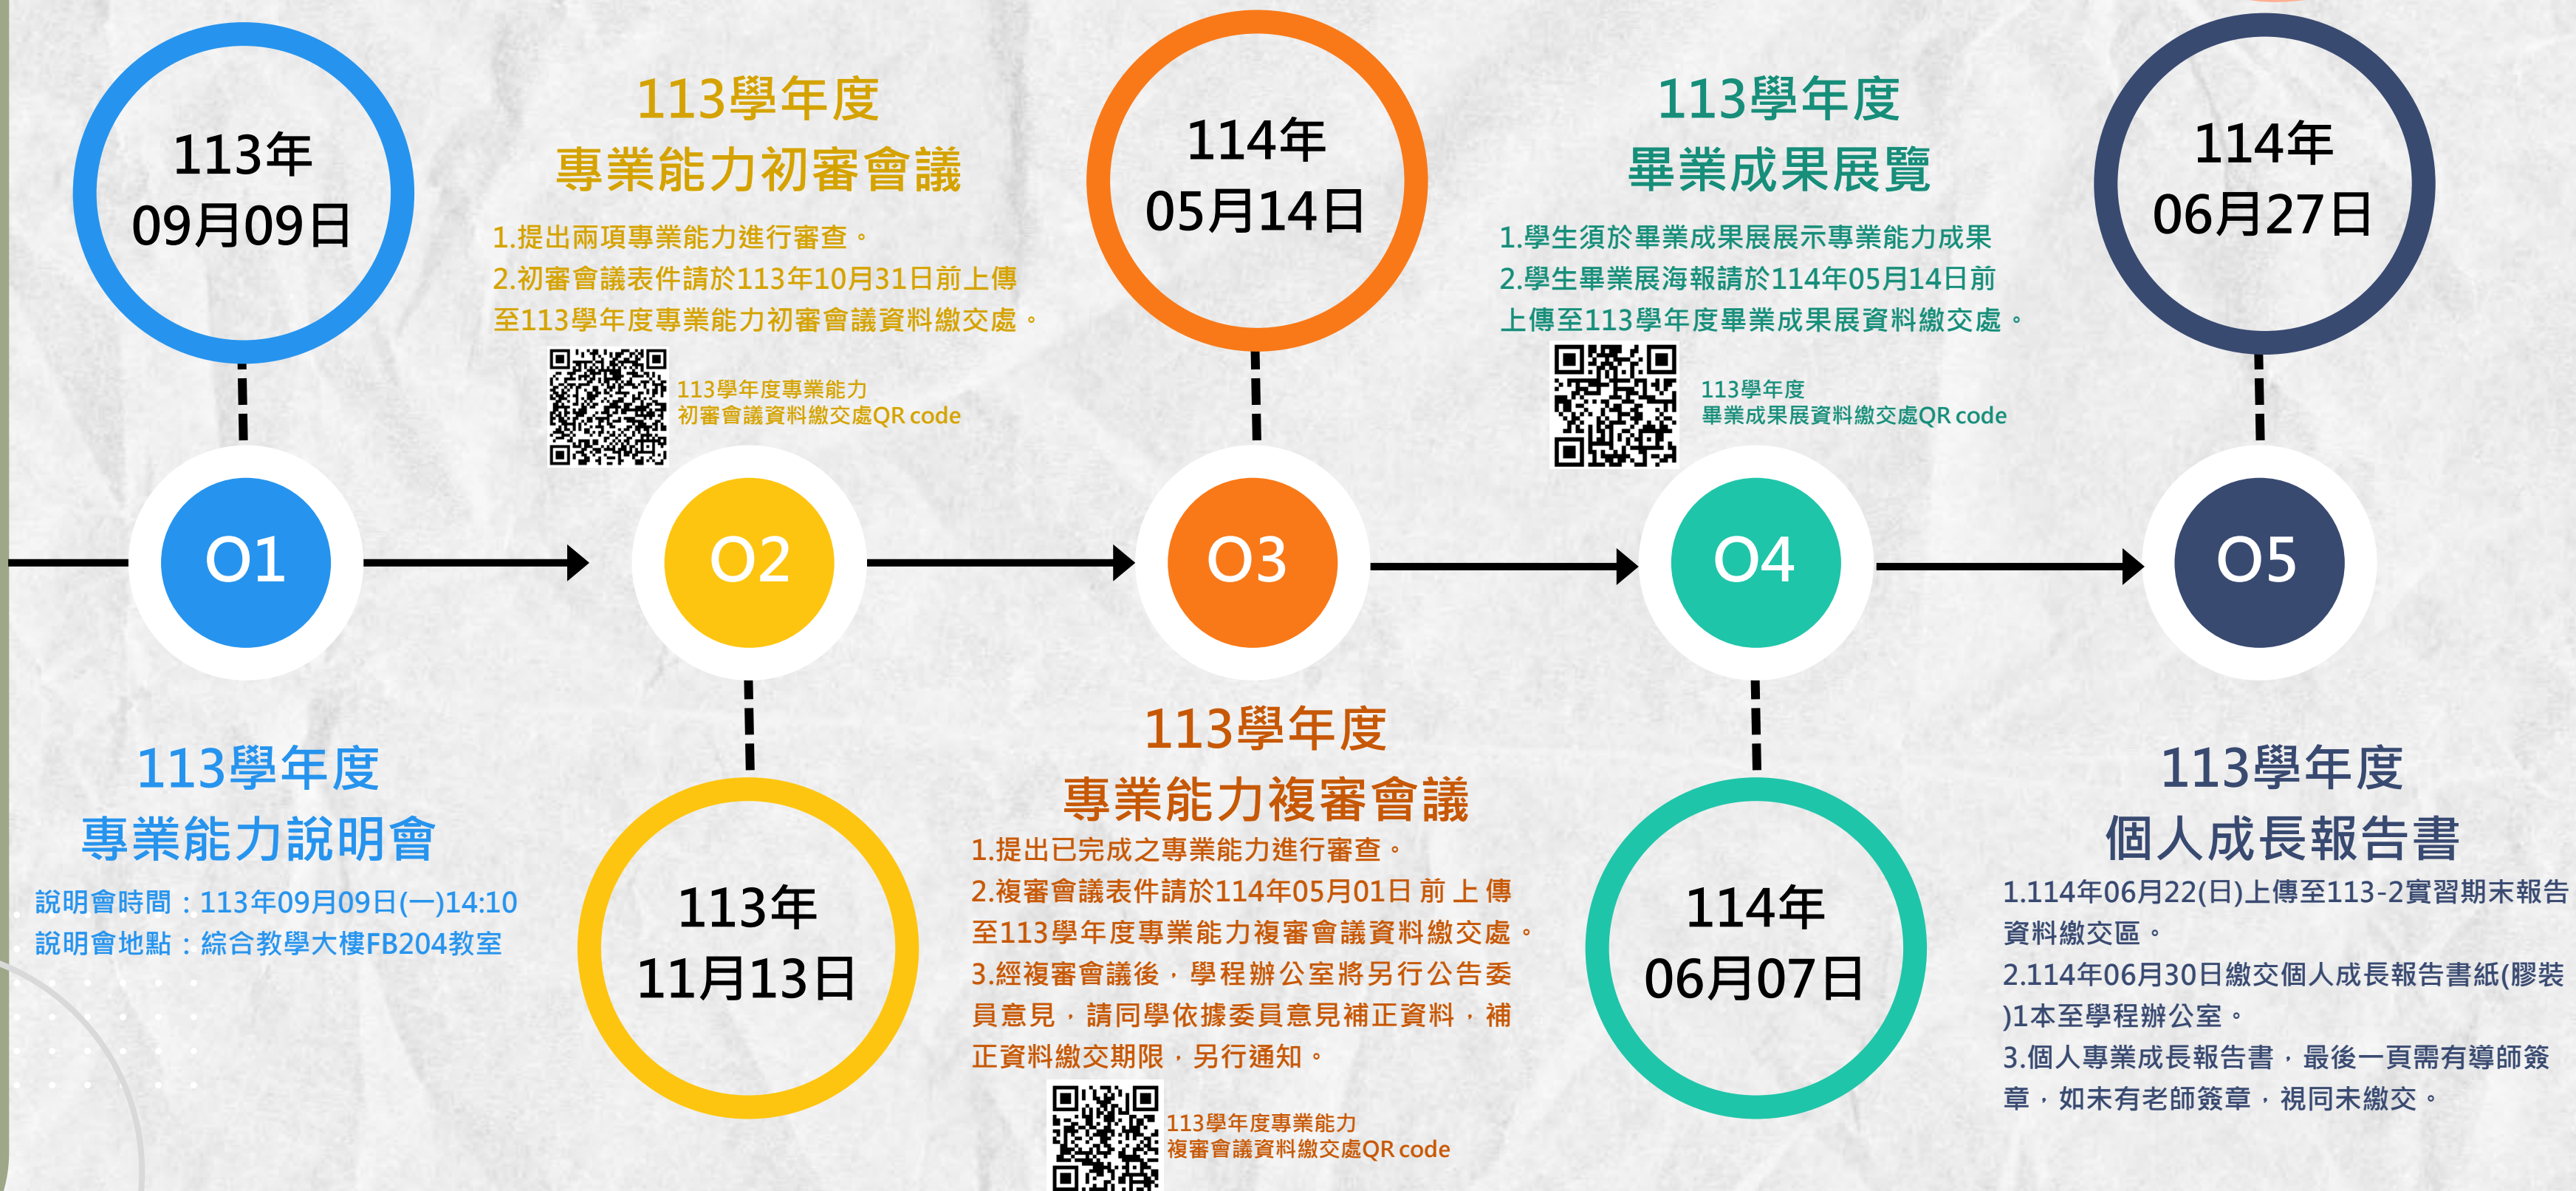 113年
09月09日
O1
113學年度
專業能力說明會
說明會時間：113年09月09日(一)14:10
說明會地點：綜合教學大樓FB204教室
113學年度
專業能力初審會議
1.提出兩項專業能力進行審查。
2.初審會議表件請於113年10月31日前上傳
至113學年度專業能力初審會議資料繳交處。
113學年度專業能力
初審會議資料繳交處QR code
O2
113年
11月13日
114年
05月14日
O3
113學年度
專業能力複審會議
1.提出已完成之專業能力進行審查。
2.複審會議表件請於114年05月01日 前 上 傳
至113學年度專業能力複審會議資料繳交處。
3.經複審會議後，學程辦公室將另行公告委
員意見，請同學依據委員意見補正資料，補
正資料繳交期限，另行通知。
113學年度專業能力
複審會議資料繳交處QR code
113學年度
畢業成果展覽
1.學生須於畢業成果展展示專業能力成果
2.學生畢業展海報請於114年05月14日前
上傳至113學年度畢業成果展資料繳交處。
113學年度
畢業成果展資料繳交處QR code
O4
114年
06月07日
114年
06月27日
O5
113學年度
個人成長報告書
1.114年06月22(日)上傳至113-2實習期末報告
資料繳交區。
2.114年06月30日繳交個人成長報告書紙(膠裝
)1本至學程辦公室。
3.個人專業成長報告書，最後一頁需有導師簽
章，如未有老師簽章，視同未繳交。